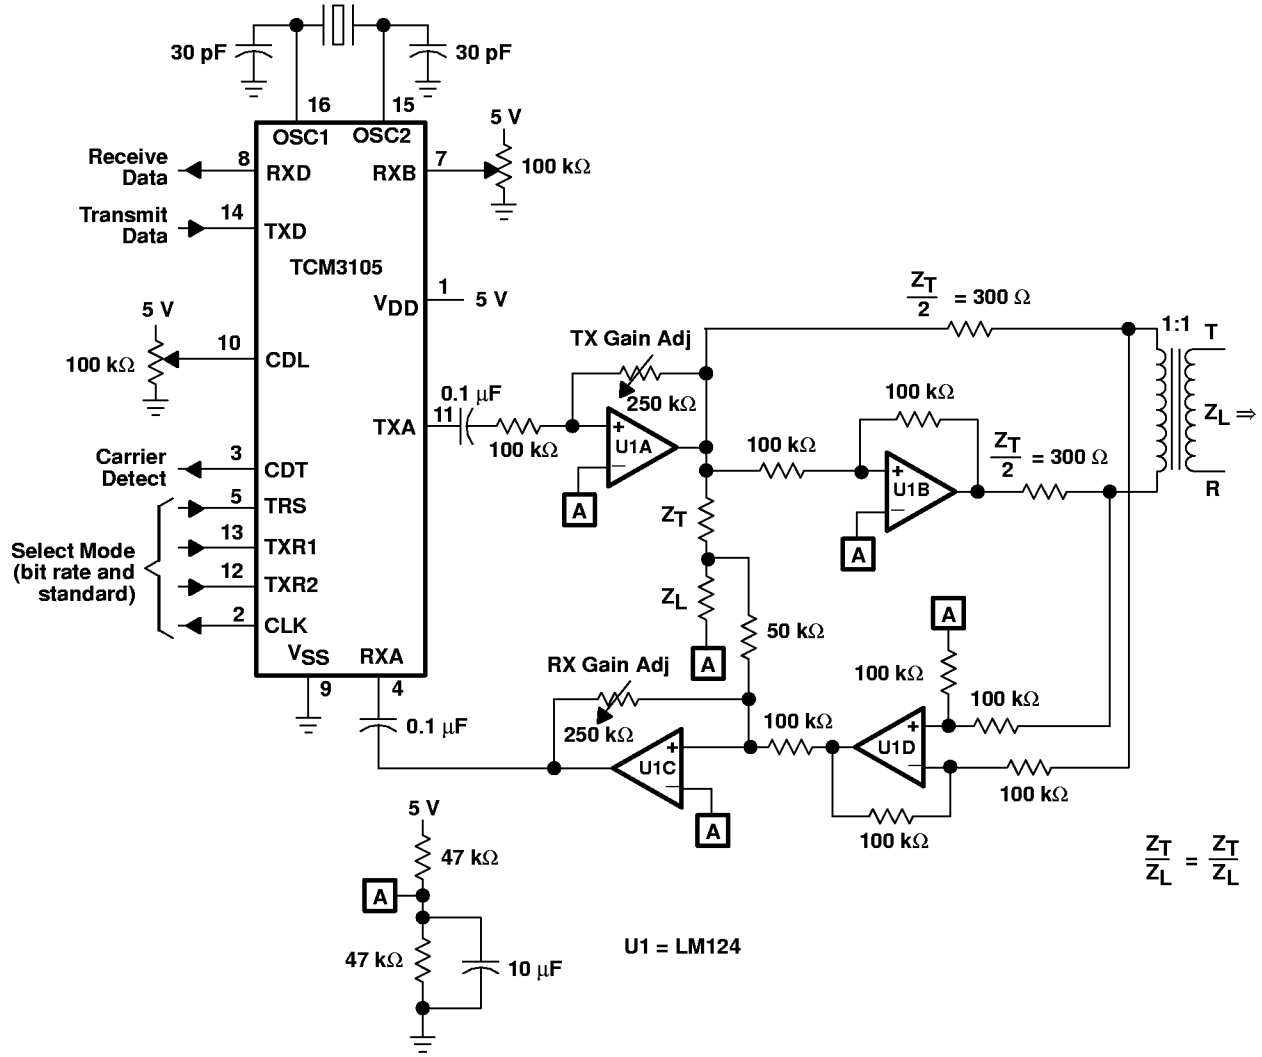 30 pF
30 pF
16
15
OSC1
OSC2
5 V
100 kΩ
Receive
Data
8
RXD
RXB
7
Transmit
Data
14
TXD
TCM3105
VDD
1
5 V
5 V
100 kΩ
10
CDL
TXA
11
0.1 μF
100 kΩ
TX Gain Adj
250 kΩ
+
U1A
−
A
ZT/2 = 300 Ω
1:1
T
ZL ⇒
R
100 kΩ
100 kΩ
+
U1B
−
A
ZT/2 = 300 Ω
Carrier
Detect
3
CDT
5
TRS
Select Mode
(bit rate and
standard)
13
TXR1
12
TXR2
2
CLK
VSS
RXA
9
4
0.1 μF
ZT
ZL
A
50 kΩ
RX Gain Adj
250 kΩ
+
U1C
−
A
100 kΩ
A
100 kΩ
100 kΩ
+
U1D
−
100 kΩ
100 kΩ
5 V
47 kΩ
A
47 kΩ
10 μF
U1 = LM124
ZT/ZL = ZT/ZL